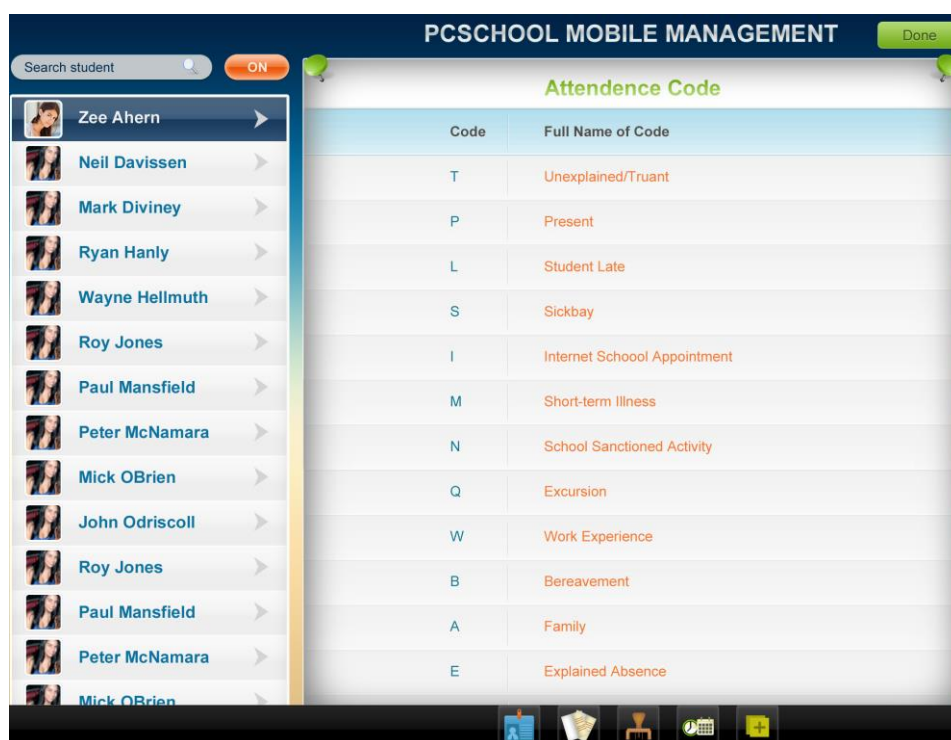 PCSCHOOL MOBILE MANAGEMENT
Done
Search student
ON
Zee Ahern
Neil Davissen
Mark Diviney
Ryan Hanly
Wayne Hellmuth
Roy Jones
Paul Mansfield
Peter McNamara
Mick OBrien
John Odriscoll
Roy Jones
Paul Mansfield
Peter McNamara
Mick OBrien
Attendence Code
Code Full Name of Code
T Unexplained/Truant
P Present
L Student Late
S Sickbay
I Internet Schoool Appointment
M Short-term Illness
N School Sanctioned Activity
Q Excursion
W Work Experience
B Bereavement
A Family
E Explained Absence